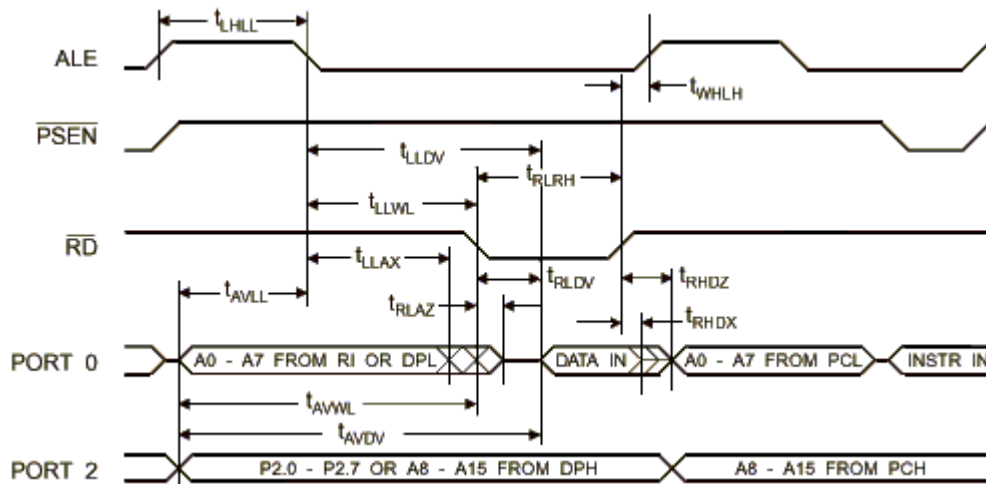 tLHLL
ALE
tWHLH
PSEN
tLLDV
tRLRH
tLLWL
RD
tLLAX
tRLDV
tAVLL
tRLAZ
tRHDZ
tRHDX
PORT 0
A0 - A7 FROM RI OR DPL
DATA IN
A0 - A7 FROM PCL
INSTR IN
tAVWL
tAVDV
PORT 2
P2.0 - P2.7 OR A8 - A15 FROM DPH
A8 - A15 FROM PCH